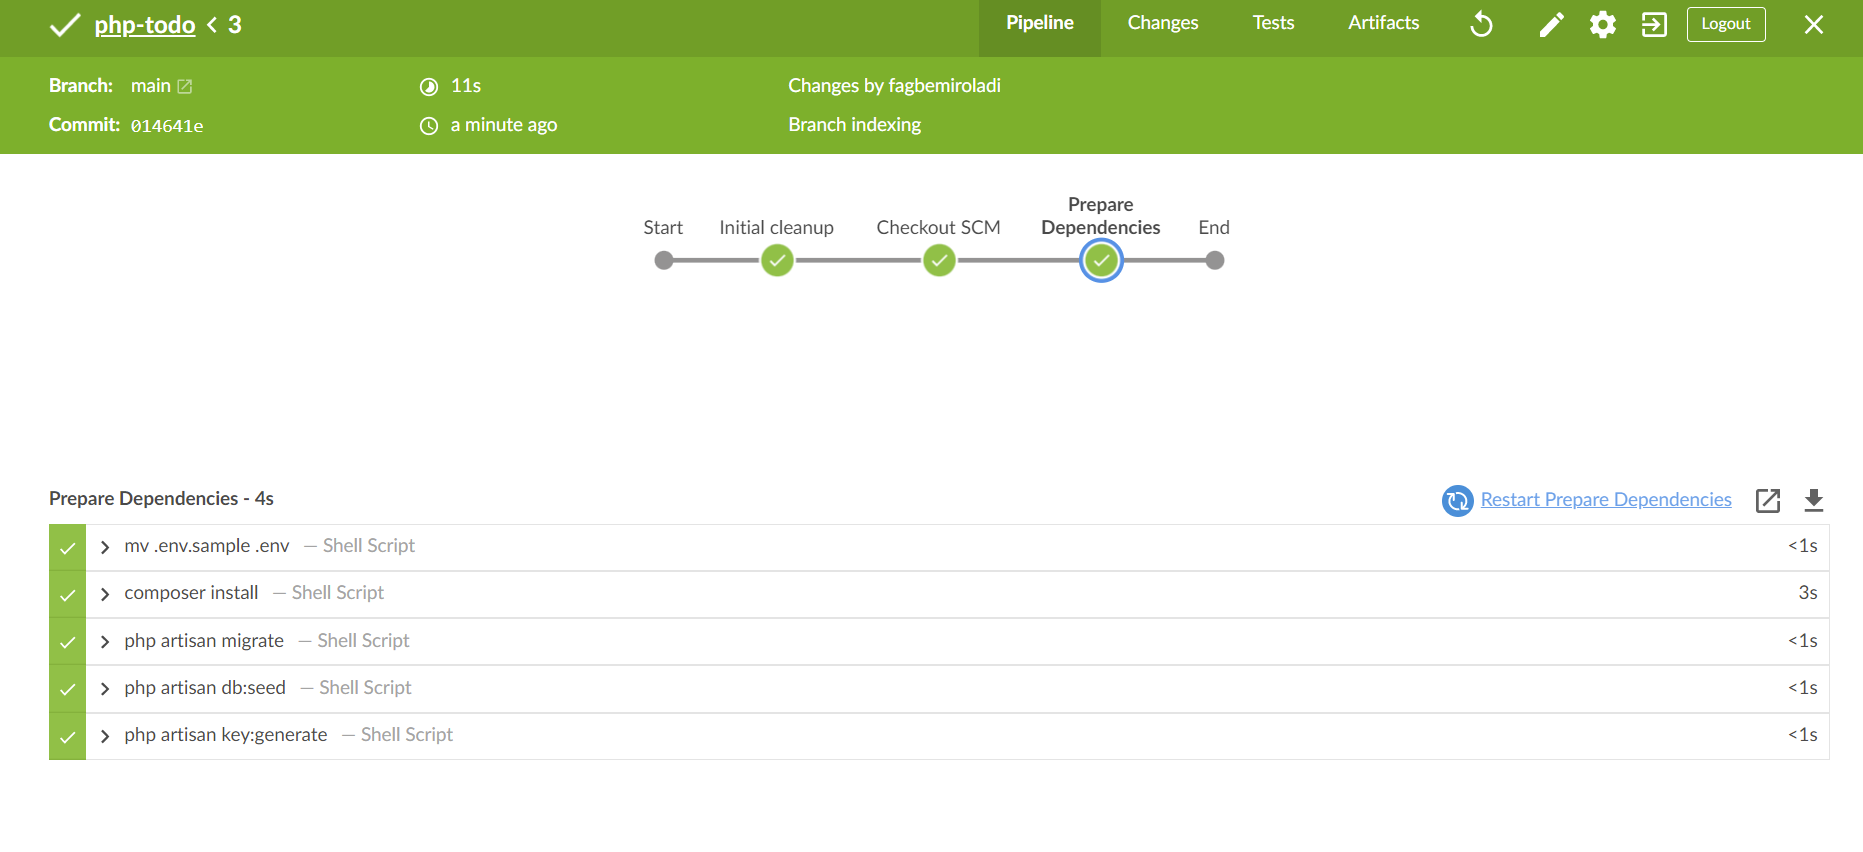 php-todo < 3
Pipeline
Changes
Tests
Artifacts
Logout
Branch: main
11s
Changes by fagbemiroladi
Commit: 014641e
a minute ago
Branch indexing
Start
Initial cleanup
Checkout SCM
Prepare
Dependencies
End
Prepare Dependencies - 4s
Restart Prepare Dependencies
mv .env.sample .env — Shell Script <1s
composer install — Shell Script 3s
php artisan migrate — Shell Script <1s
php artisan db:seed — Shell Script <1s
php artisan key:generate — Shell Script <1s